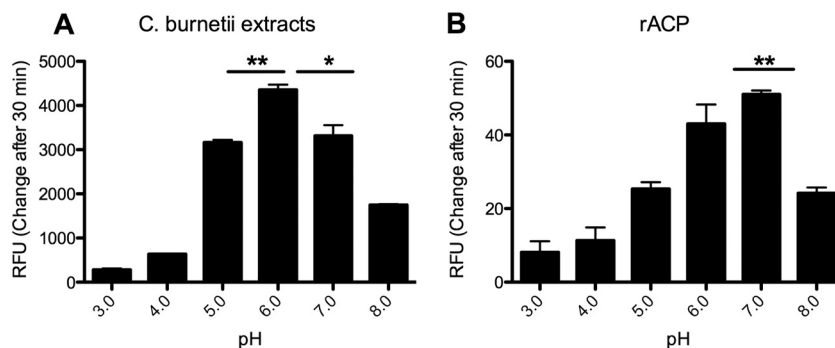 A C. burnetii extracts
RFU (Change after 30 min)
5000
4000
3000
2000
1000
0
** *
3.0 4.0 5.0 6.0 7.0 8.0
pH
B rACP
RFU (Change after 30 min)
60
40
20
0
**
3.0 4.0 5.0 6.0 7.0 8.0
pH